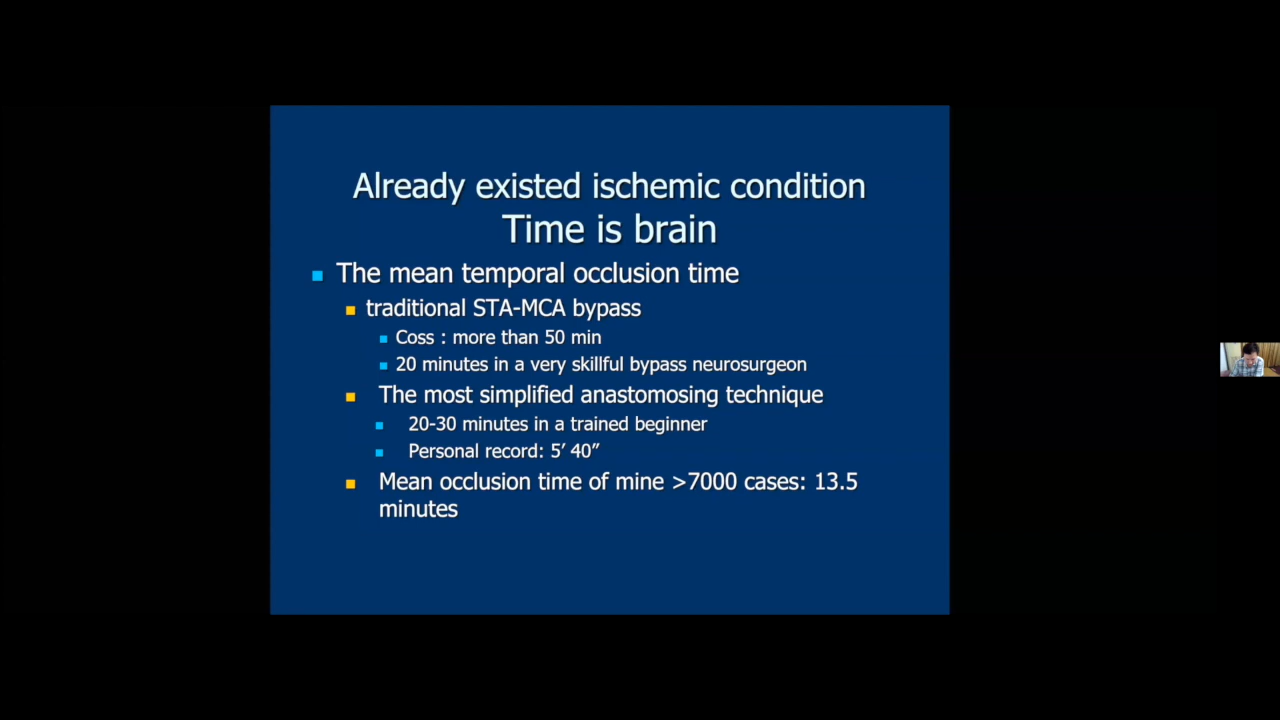 Already existed ischemic condition
Time is brain
The mean temporal occlusion time
traditional STA-MCA bypass
Coss : more than 50 min
20 minutes in a very skillful bypass neurosurgeon
The most simplified anastomosing technique
20-30 minutes in a trained beginner
Personal record: 5’ 40”
Mean occlusion time of mine >7000 cases: 13.5
minutes